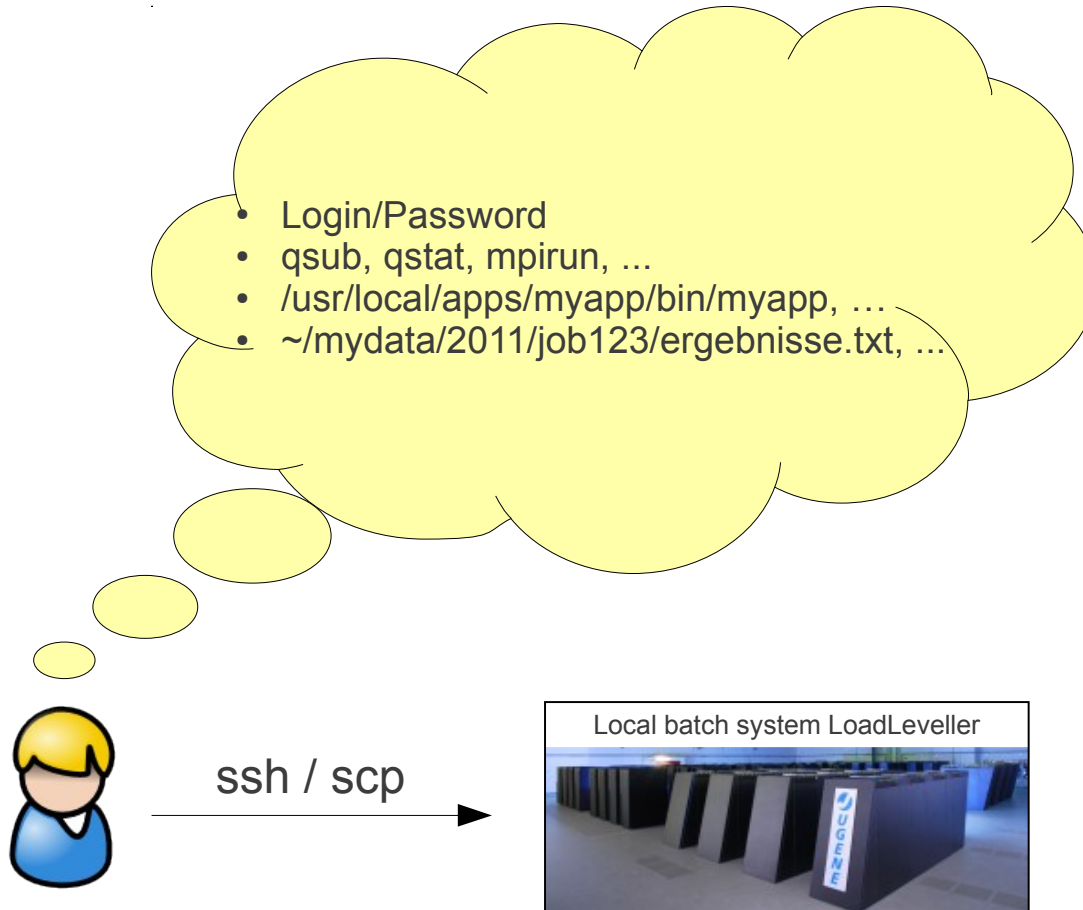 • Login/Password
• qsub, qstat, mpirun, ...
• /usr/local/apps/myapp/bin/myapp, …
• ~/mydata/2011/job123/ergebnisse.txt, ...
Local batch system LoadLeveller
ssh / scp
JUGENE